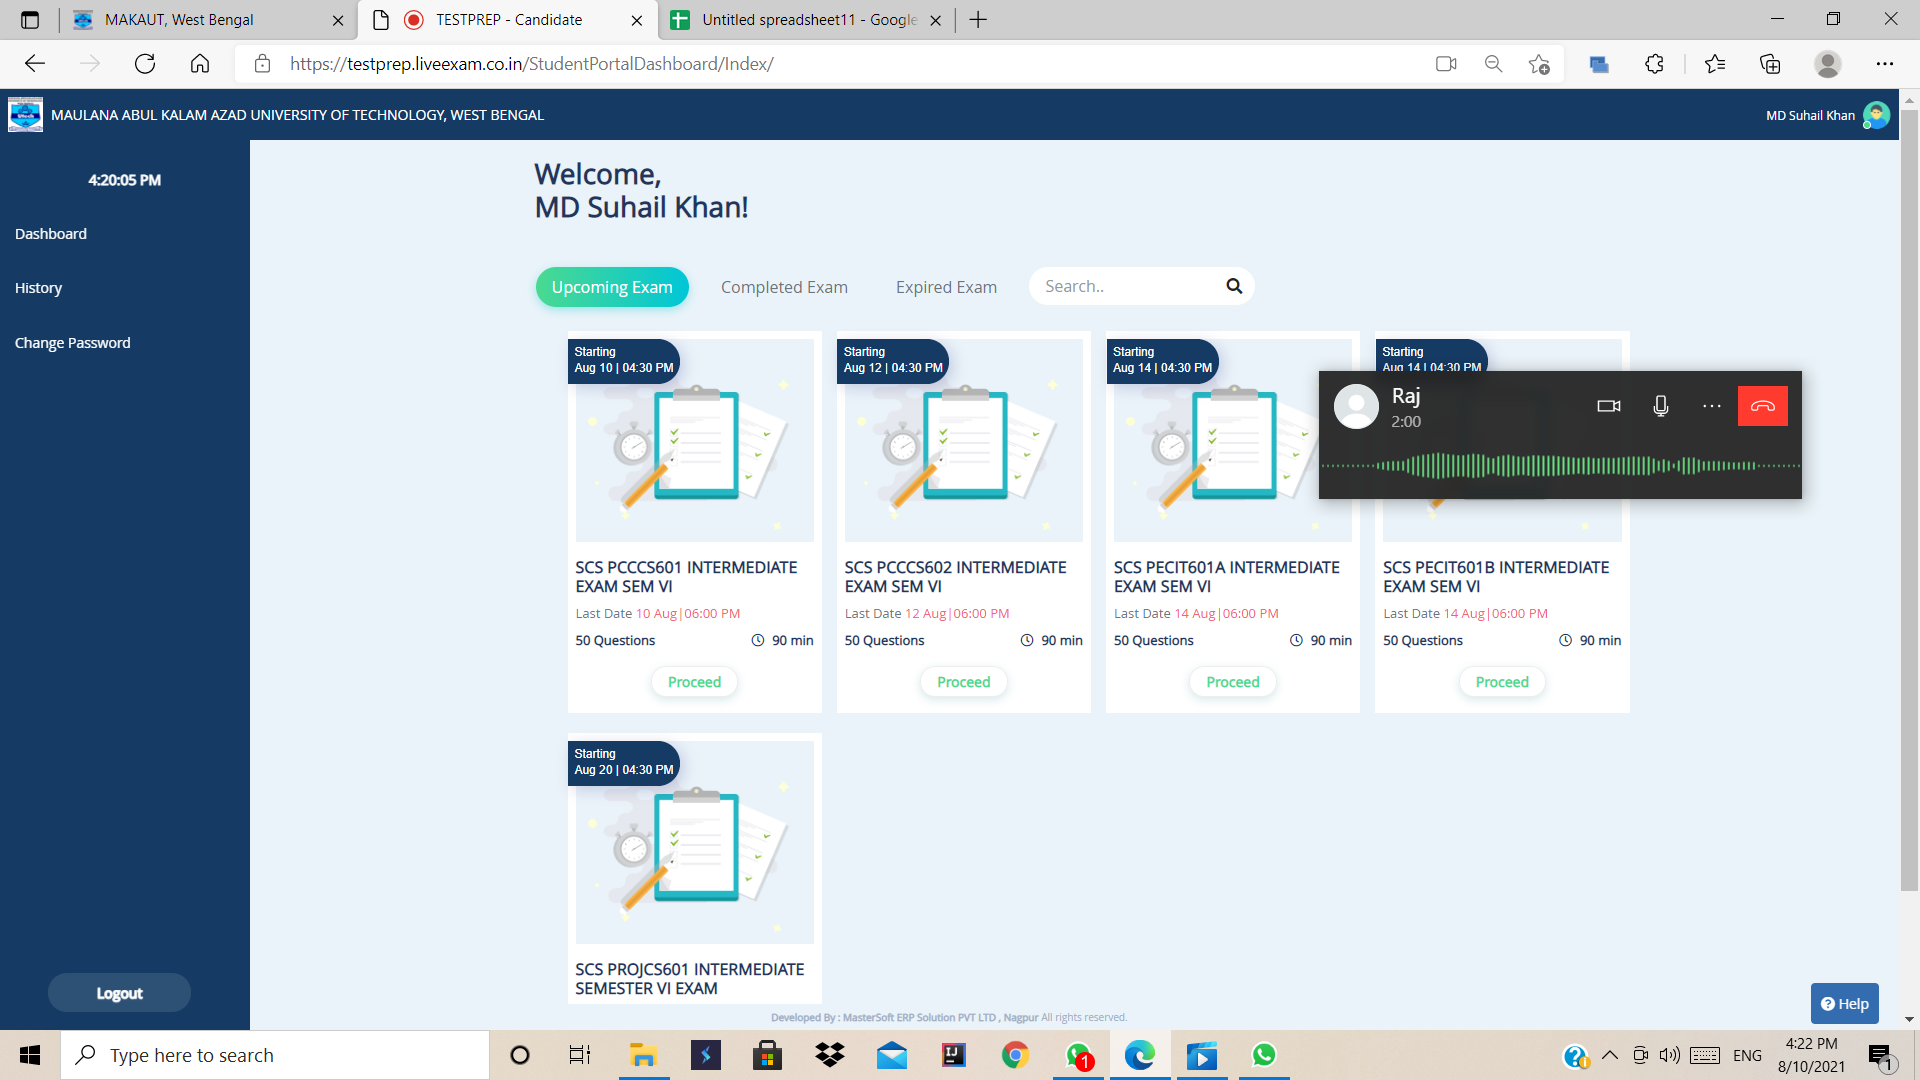 MAKAUT, West Bengal
TESTPREP - Candidate
Untitled spreadsheet11 - Google
https://testprep.liveexam.co.in/StudentPortalDashboard/Index/
MAULANA ABUL KALAM AZAD UNIVERSITY OF TECHNOLOGY, WEST BENGAL
MD Suhail Khan
4:20:05 PM
Dashboard
History
Change Password
Logout
Welcome,
MD Suhail Khan!
Upcoming Exam
Completed Exam
Expired Exam
Search..
Starting
Aug 10 | 04:30 PM
SCS PCCCS601 INTERMEDIATE
EXAM SEM VI
Last Date 10 Aug|06:00 PM
50 Questions
90 min
Proceed
Starting
Aug 12 | 04:30 PM
SCS PCCCS602 INTERMEDIATE
EXAM SEM VI
Last Date 12 Aug|06:00 PM
50 Questions
90 min
Proceed
Starting
Aug 14 | 04:30 PM
SCS PECIT601A INTERMEDIATE
EXAM SEM VI
Last Date 14 Aug|06:00 PM
50 Questions
90 min
Proceed
Starting
Aug 14 | 04:30 PM
SCS PECIT601B INTERMEDIATE
EXAM SEM VI
Last Date 14 Aug|06:00 PM
50 Questions
90 min
Proceed
Raj
2:00
Starting
Aug 20 | 04:30 PM
SCS PROJCS601 INTERMEDIATE
SEMESTER VI EXAM
Help
Developed By : MasterSoft ERP Solution PVT LTD , Nagpur All rights reserved.
Type here to search
1
ENG
4:22 PM
8/10/2021
1